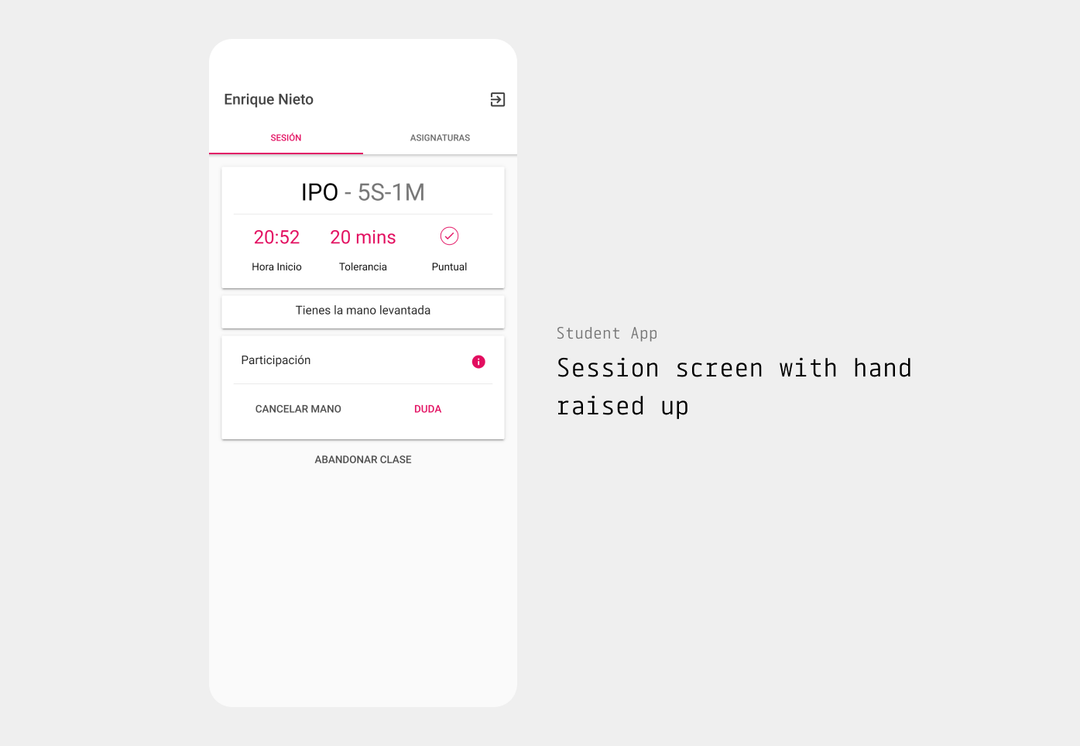 Enrique Nieto
SESIÓN ASIGNATURAS
IPO - 5S-1M
20:52 20 mins
Hora Inicio Tolerancia Puntual
Tienes la mano levantada
Participación
CANCELAR MANO DUDA
ABANDONAR CLASE
Student App
Session screen with hand
raised up